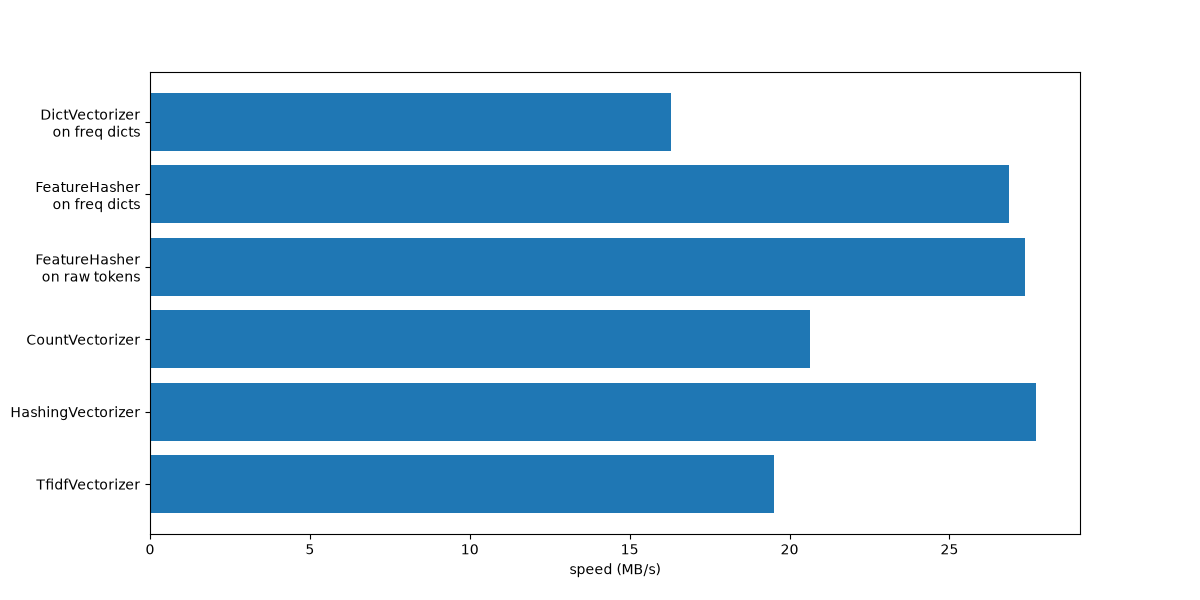 DictVectorizer
on freq dicts
FeatureHasher
on freq dicts
FeatureHasher
on raw tokens
CountVectorizer
HashingVectorizer
TfidfVectorizer
0 5 10 15 20 25
speed (MB/s)